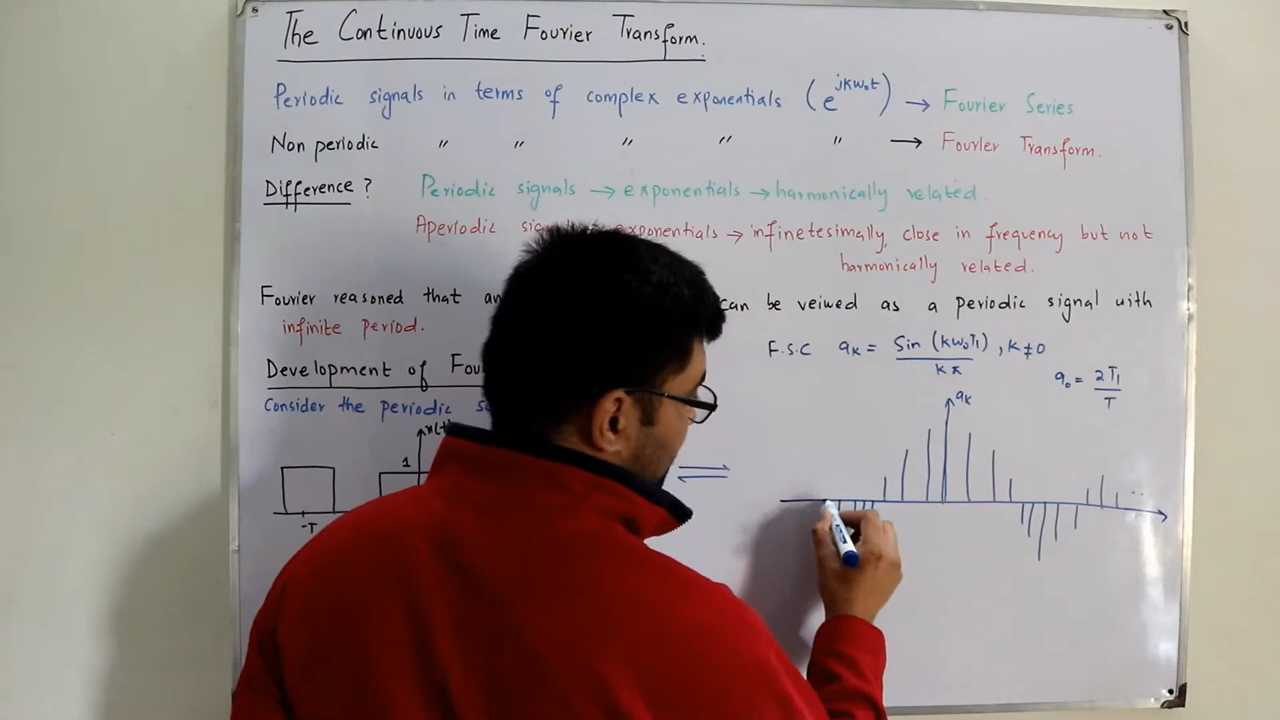 The Continuous Time Fourier Transform.
Periodic signals in terms of complex exponentials (e^jkω₀t) → Fourier Series
Non periodic " " " " " → Fourier Transform.
Difference ? Periodic signals → exponentials → harmonically related.
Aperiodic exponentials → infinetesimally, close in frequency but not
harmonically related.
Fourier reasoned that can be veiwed as a periodic signal with
infinite period.
F.S.C aₖ = Sin (kω₀T₁) / kπ , k ≠ 0
a₀ = 2T₁ / T
Development of Fou
Consider the periodic
x(t)
aₖ
1
-T